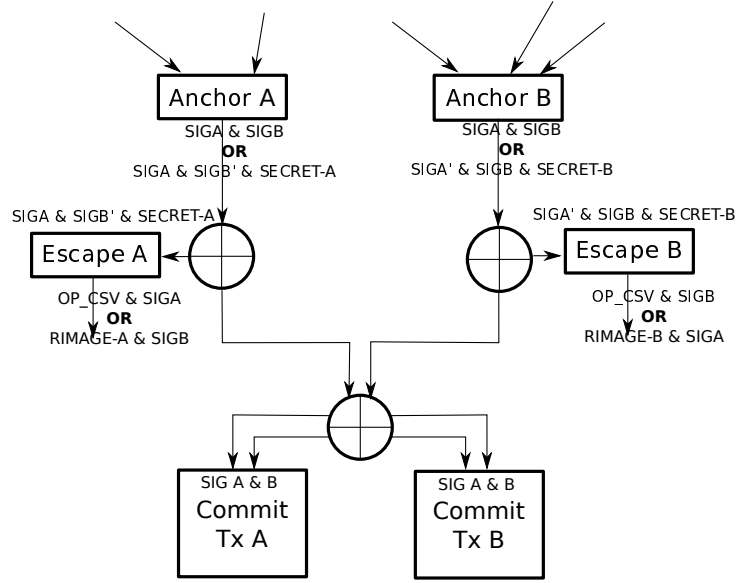 Anchor A
Anchor B
SIGA & SIGB
OR
SIGA & SIGB' & SECRET-A
SIGA & SIGB
OR
SIGA' & SIGB & SECRET-B
SIGA & SIGB' & SECRET-A
SIGA' & SIGB & SECRET-B
Escape A
Escape B
OP_CSV & SIGA
OR
RIMAGE-A & SIGB
OP_CSV & SIGB
OR
RIMAGE-B & SIGA
SIG A & B
Commit
Tx A
SIG A & B
Commit
Tx B